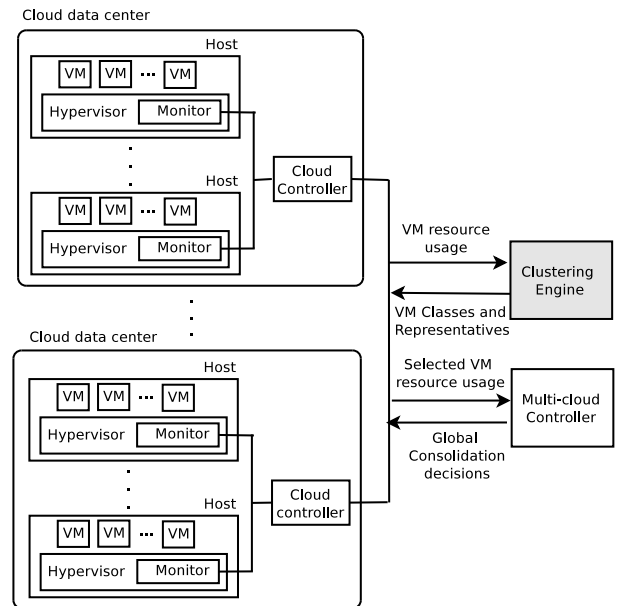 Cloud data center
Host
VM VM ... VM
Hypervisor Monitor
Host
VM VM ... VM
Hypervisor Monitor
Cloud
Controller
VM resource
usage
Clustering
Engine
VM Classes and
Representatives
Cloud data center
Host
VM VM ... VM
Hypervisor Monitor
Host
VM VM ... VM
Hypervisor Monitor
Cloud
controller
Selected VM
resource usage
Multi-cloud
Controller
Global
Consolidation
decisions